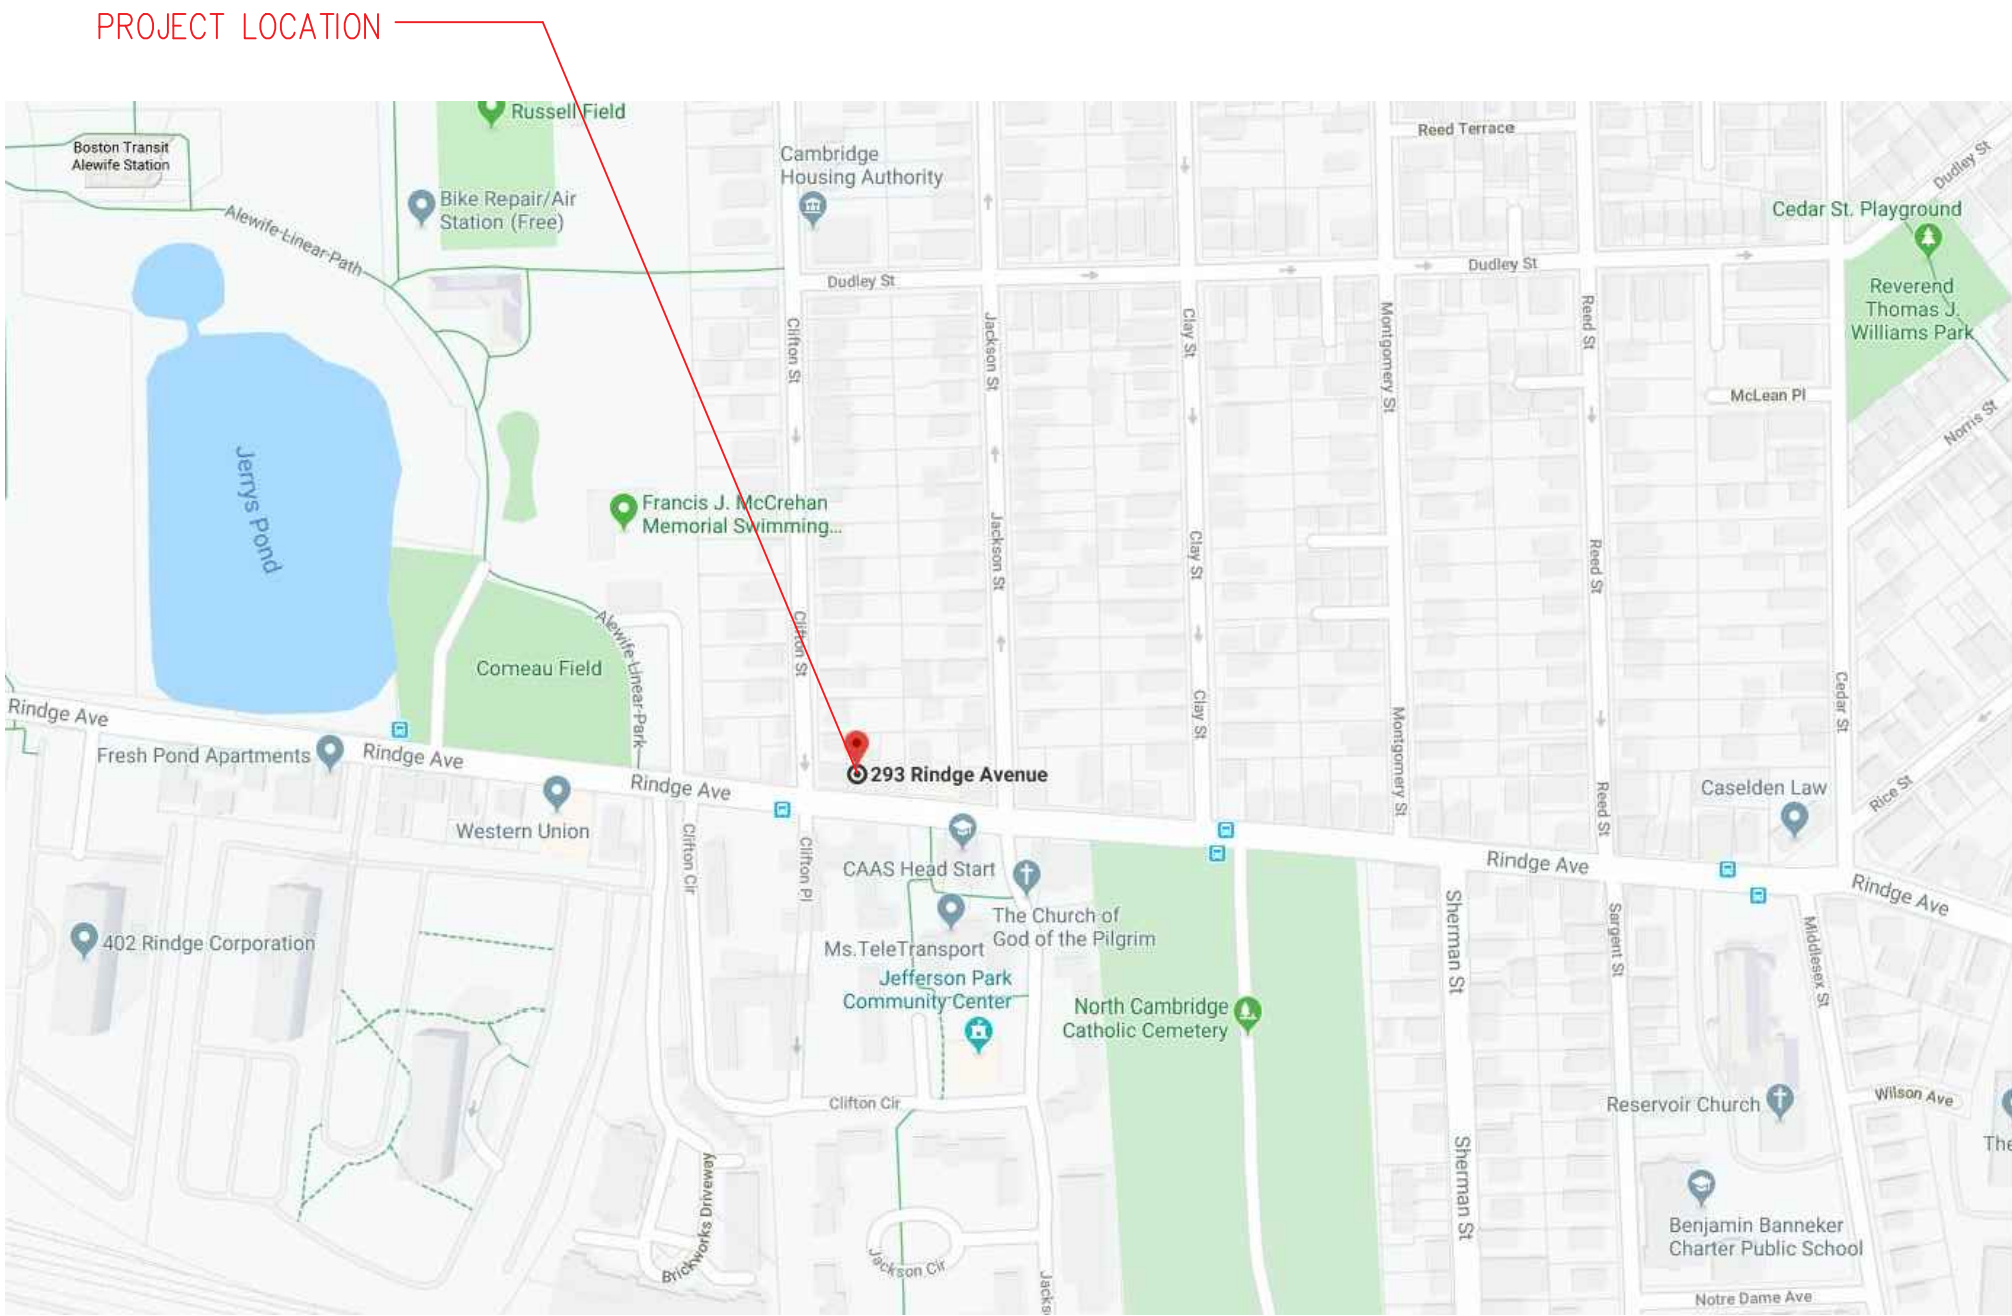 PROJECT LOCATION
Russell Field
Boston Transit
Alewife Station
Reed Terrace
Cambridge
Housing Authority
Dudley St
Bike Repair/Air
Station (Free)
Cedar St. Playground
Alewife Linear Path
Dudley St
Dudley St
Reverend
Thomas J.
Williams Park
Clifton St
Jackson St
Clay St
Montgomery St
Reed St
McLean Pl
Norris St
Jerrys Pond
Francis J. McCrehan
Memorial Swimming...
Jackson St
Clay St
Reed St
Alewife Linear Park
Clifton St
Comeau Field
Clay St
Montgomery St
Cedar St
Rindge Ave
Fresh Pond Apartments
Rindge Ave
Rindge Ave
293 Rindge Avenue
Reed St
Caselden Law
Rice St
Western Union
Clifton Cir
Clifton Pl
CAAS Head Start
Rindge Ave
Rindge Ave
402 Rindge Corporation
Ms.TeleTransport
The Church of
God of the Pilgrim
Sherman St
Sargent St
Middlesex St
Jefferson Park
Community Center
North Cambridge
Catholic Cemetery
Clifton Cir
Reservoir Church
Wilson Ave
The
Brickworks Driveway
Sherman St
Jackson Cir
Jacks
Benjamin Banneker
Charter Public School
Notre Dame Ave